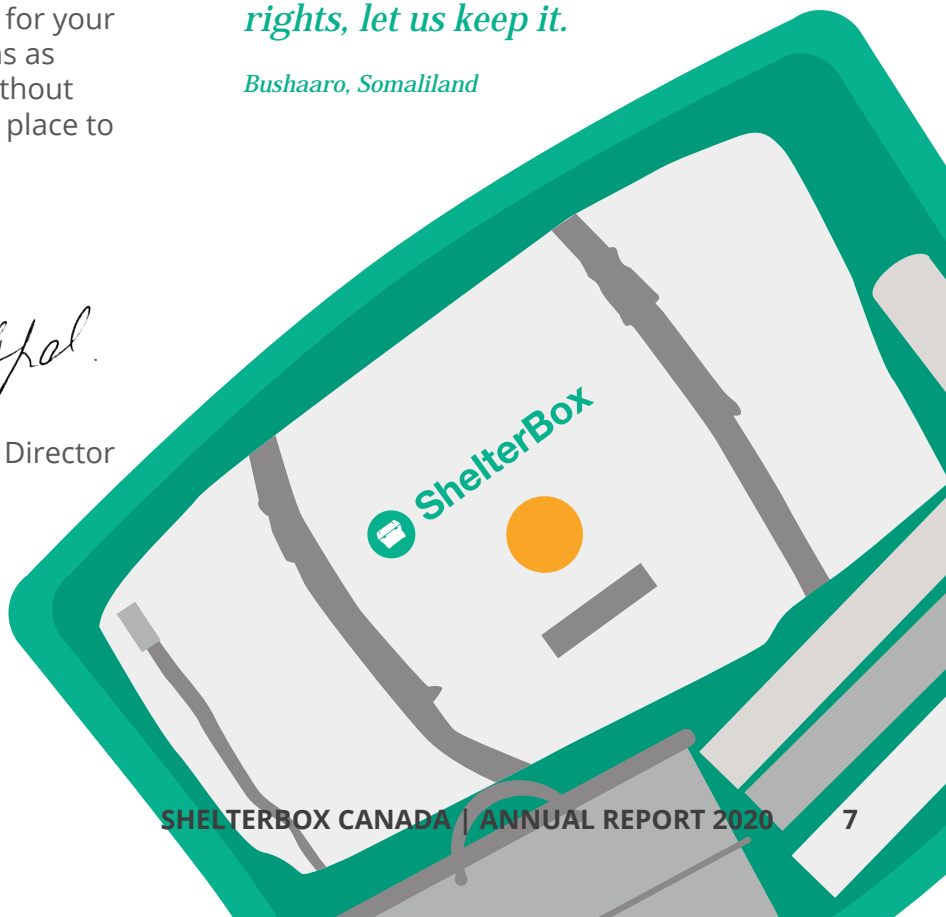 for your
as
thout
place to
Director
rights, let us keep it.
Bushaaro, Somaliland
ShelterBox
SHELTERBOX CANADA | ANNUAL REPORT 2020 7